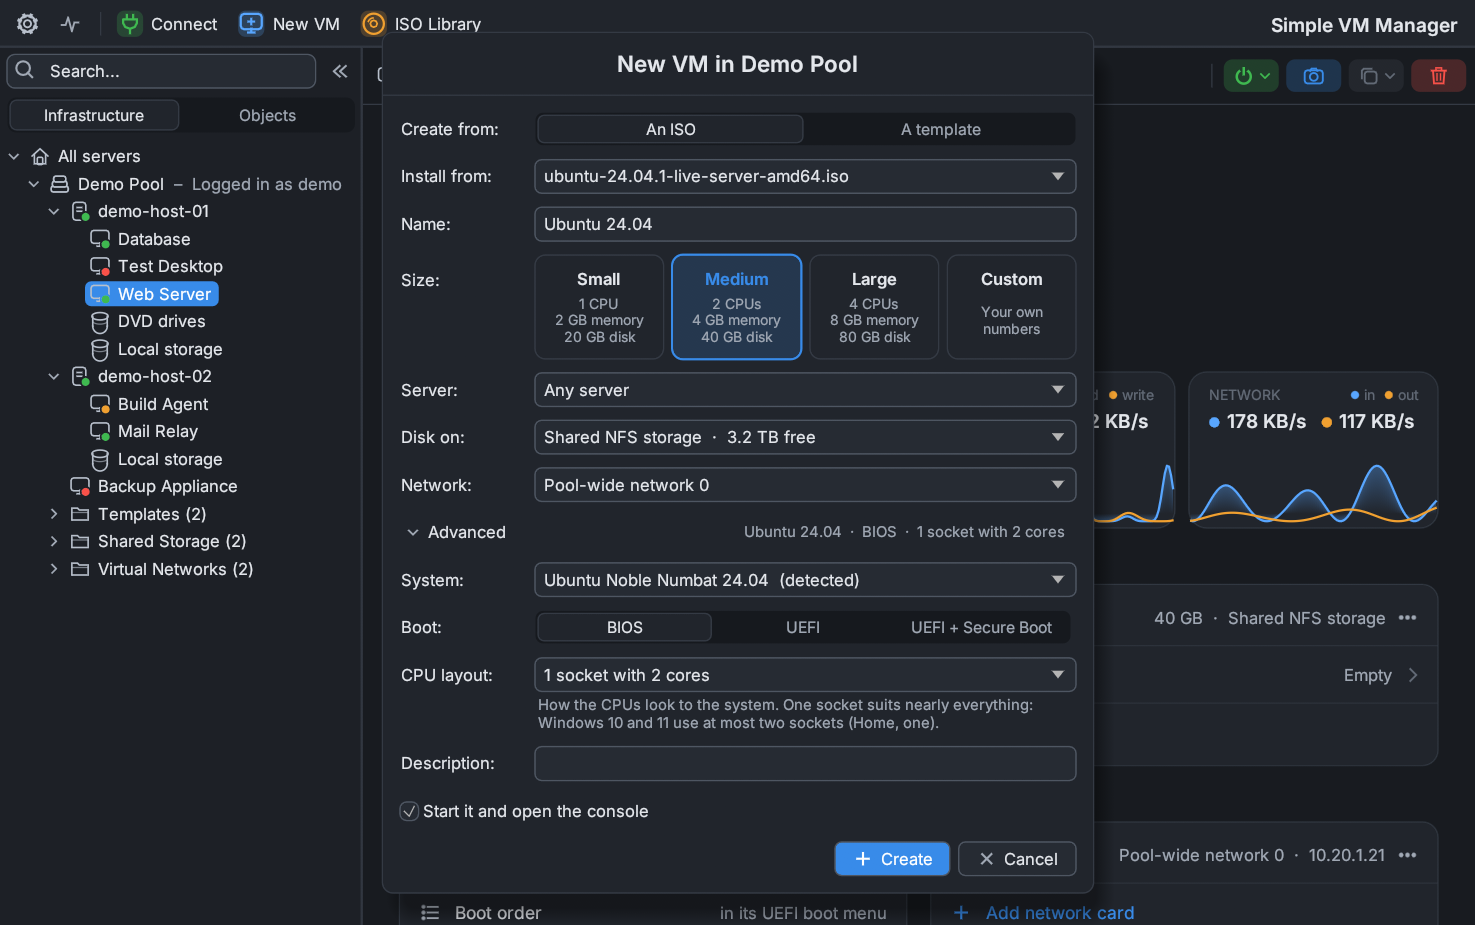 Connect
New VM
ISO Library
Simple VM Manager
Search...
Infrastructure
Objects
All servers
Demo Pool – Logged in as demo
demo-host-01
Database
Test Desktop
Web Server
DVD drives
Local storage
demo-host-02
Build Agent
Mail Relay
Local storage
Backup Appliance
Templates (2)
Shared Storage (2)
Virtual Networks (2)
New VM in Demo Pool
Create from:
An ISO
A template
Install from:
ubuntu-24.04.1-live-server-amd64.iso
Name:
Ubuntu 24.04
Size:
Small
1 CPU
2 GB memory
20 GB disk
Medium
2 CPUs
4 GB memory
40 GB disk
Large
4 CPUs
8 GB memory
80 GB disk
Custom
Your own
numbers
Server:
Any server
Disk on:
Shared NFS storage · 3.2 TB free
Network:
Pool-wide network 0
Advanced
Ubuntu 24.04 · BIOS · 1 socket with 2 cores
System:
Ubuntu Noble Numbat 24.04 (detected)
Boot:
BIOS
UEFI
UEFI + Secure Boot
CPU layout:
1 socket with 2 cores
How the CPUs look to the system. One socket suits nearly everything:
Windows 10 and 11 use at most two sockets (Home, one).
Description:
Start it and open the console
Create
Cancel
write
KB/s
NETWORK
in
out
178 KB/s
117 KB/s
40 GB · Shared NFS storage
Empty
Pool-wide network 0 · 10.20.1.21
Boot order
in its UEFI boot menu
Add network card